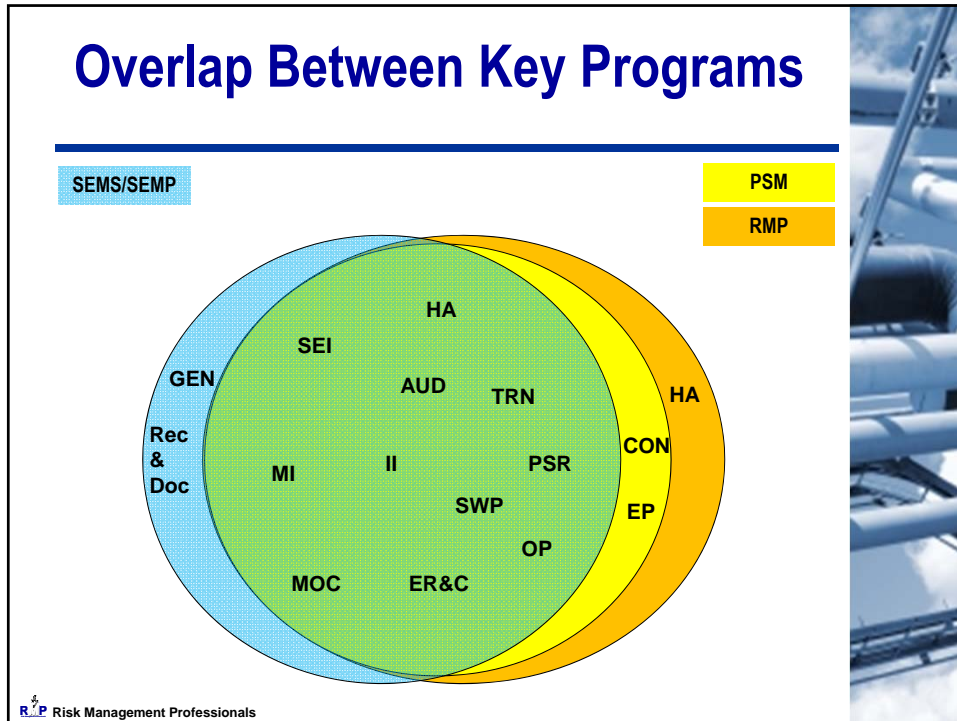 Overlap Between Key Programs
SEMS/SEMP
PSM
RMP
HA
SEI
GEN
AUD
TRN
HA
Rec
&
Doc
CON
MI
II
PSR
SWP
EP
OP
MOC
ER&C
RMP Risk Management Professionals